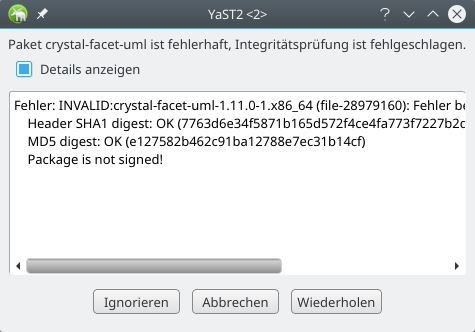 YaST2 <2>
Paket crystal-facet-uml ist fehlerhaft, Integritätsprüfung ist fehlgeschlagen.
Details anzeigen
Fehler: INVALID:crystal-facet-uml-1.11.0-1.x86_64 (file-28979160): Fehler be
Header SHA1 digest: OK (7763d6e34f5871b165d572f4ce4fa773f7227b2c
MD5 digest: OK (e127582b462c91ba12788e7ec31b14cf)
Package is not signed!
Ignorieren Abbrechen Wiederholen